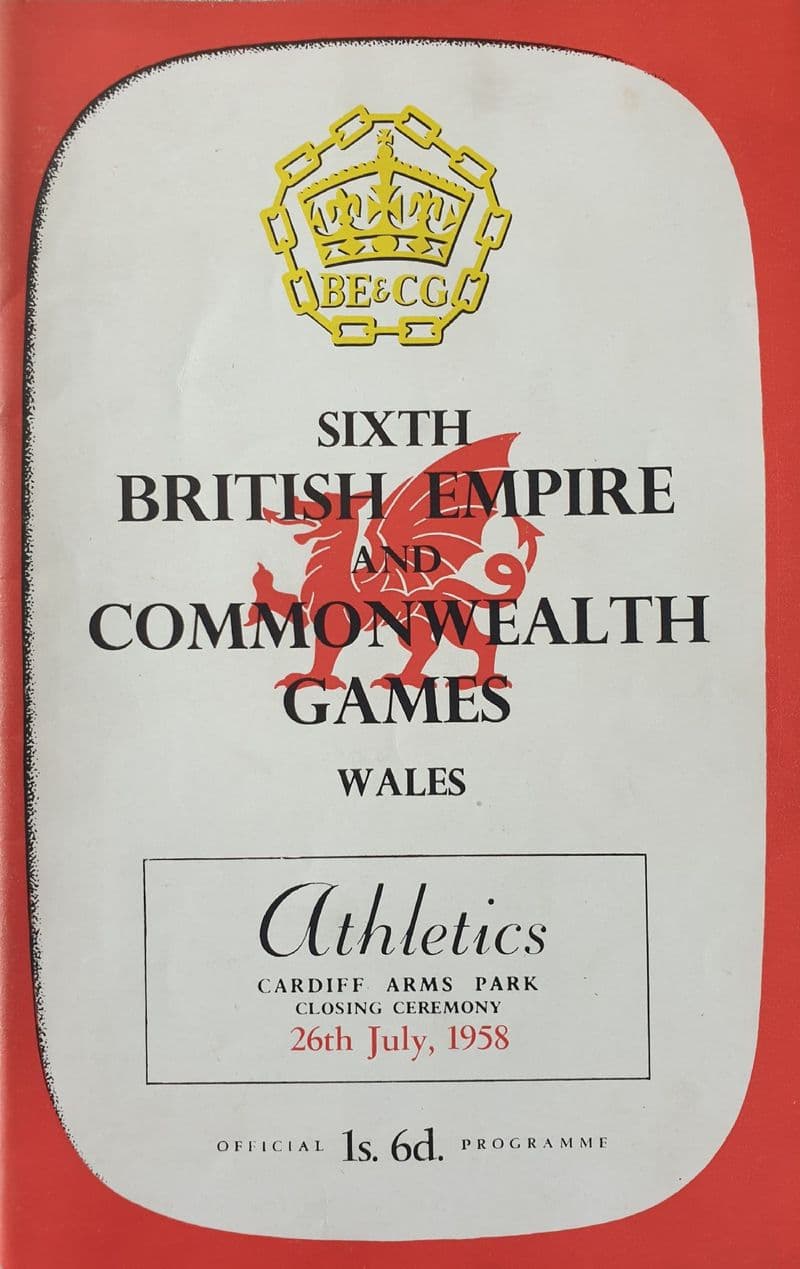 BE&CG
SIXTH
BRITISH EMPIRE
AND
COMMONWEALTH
GAMES
WALES
Athletics
CARDIFF ARMS PARK
CLOSING CEREMONY
26th July, 1958
OFFICIAL 1s. 6d. PROGRAMME